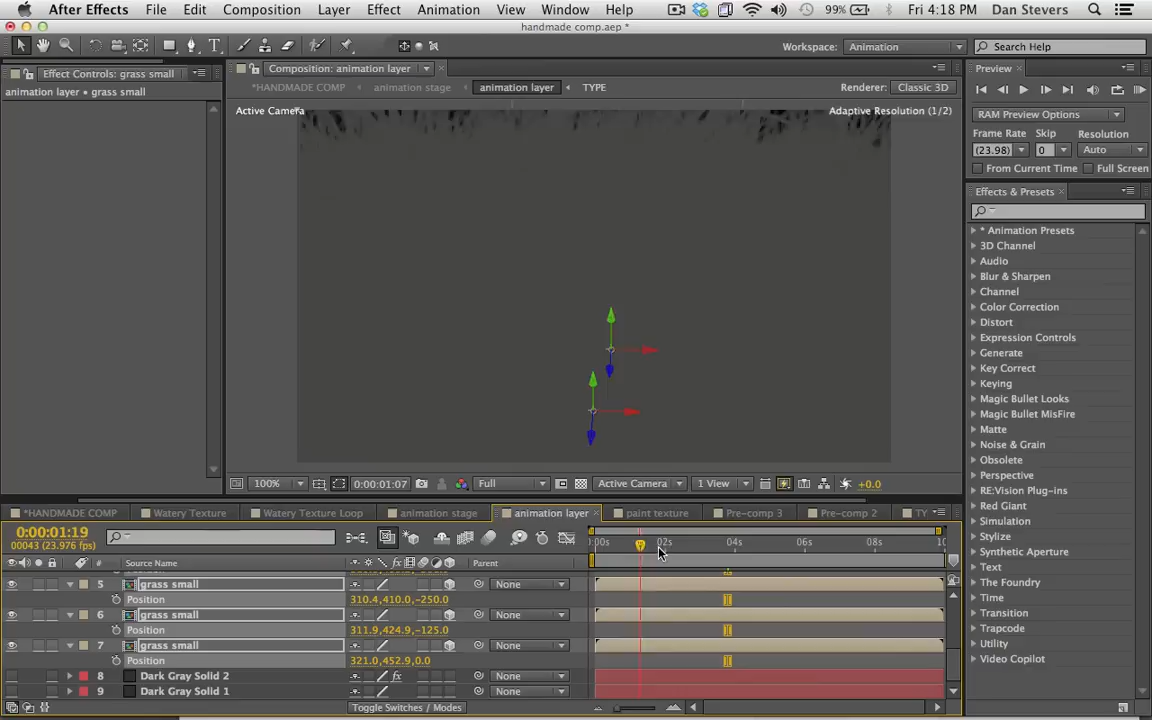 After Effects File Edit Composition Layer Effect Animation View Window Help 99% Fri 4:18 PM Dan Stevers
handmade comp.aep *
Workspace: Animation Search Help
Effect Controls: grass small
Composition: animation layer
Preview
animation layer • grass small
*HANDMADE COMP animation stage animation layer TYPE
Renderer: Classic 3D
Active Camera
Adaptive Resolution (1/2)
RAM Preview Options
Frame Rate Skip Resolution
(23.98) 0 Auto
From Current Time Full Screen
Effects & Presets
* Animation Presets
3D Channel
Audio
Blur & Sharpen
Channel
Color Correction
Distort
Expression Controls
Generate
Key Correct
Keying
Magic Bullet Looks
Magic Bullet MisFire
Matte
Noise & Grain
Obsolete
Perspective
RE:Vision Plug-ins
Red Giant
Simulation
Stylize
Synthetic Aperture
Text
The Foundry
Time
Transition
Trapcode
Utility
Video Copilot
100% 0:00:01:07 Full Active Camera 1 View +0.0
*HANDMADE COMP Watery Texture Watery Texture Loop animation stage animation layer paint texture Pre-comp 3 Pre-comp 2 TY
0:00:01:19
00043 (23.976 fps)
:00s 02s 04s 06s 08s 10
# Source Name Parent
5 grass small None
Position 310.4,410.0,-250.0
6 grass small None
Position 311.9,424.9,-125.0
7 grass small None
Position 321.0,452.9,0.0
8 Dark Gray Solid 2 fx None
9 Dark Gray Solid 1 None
Toggle Switches / Modes